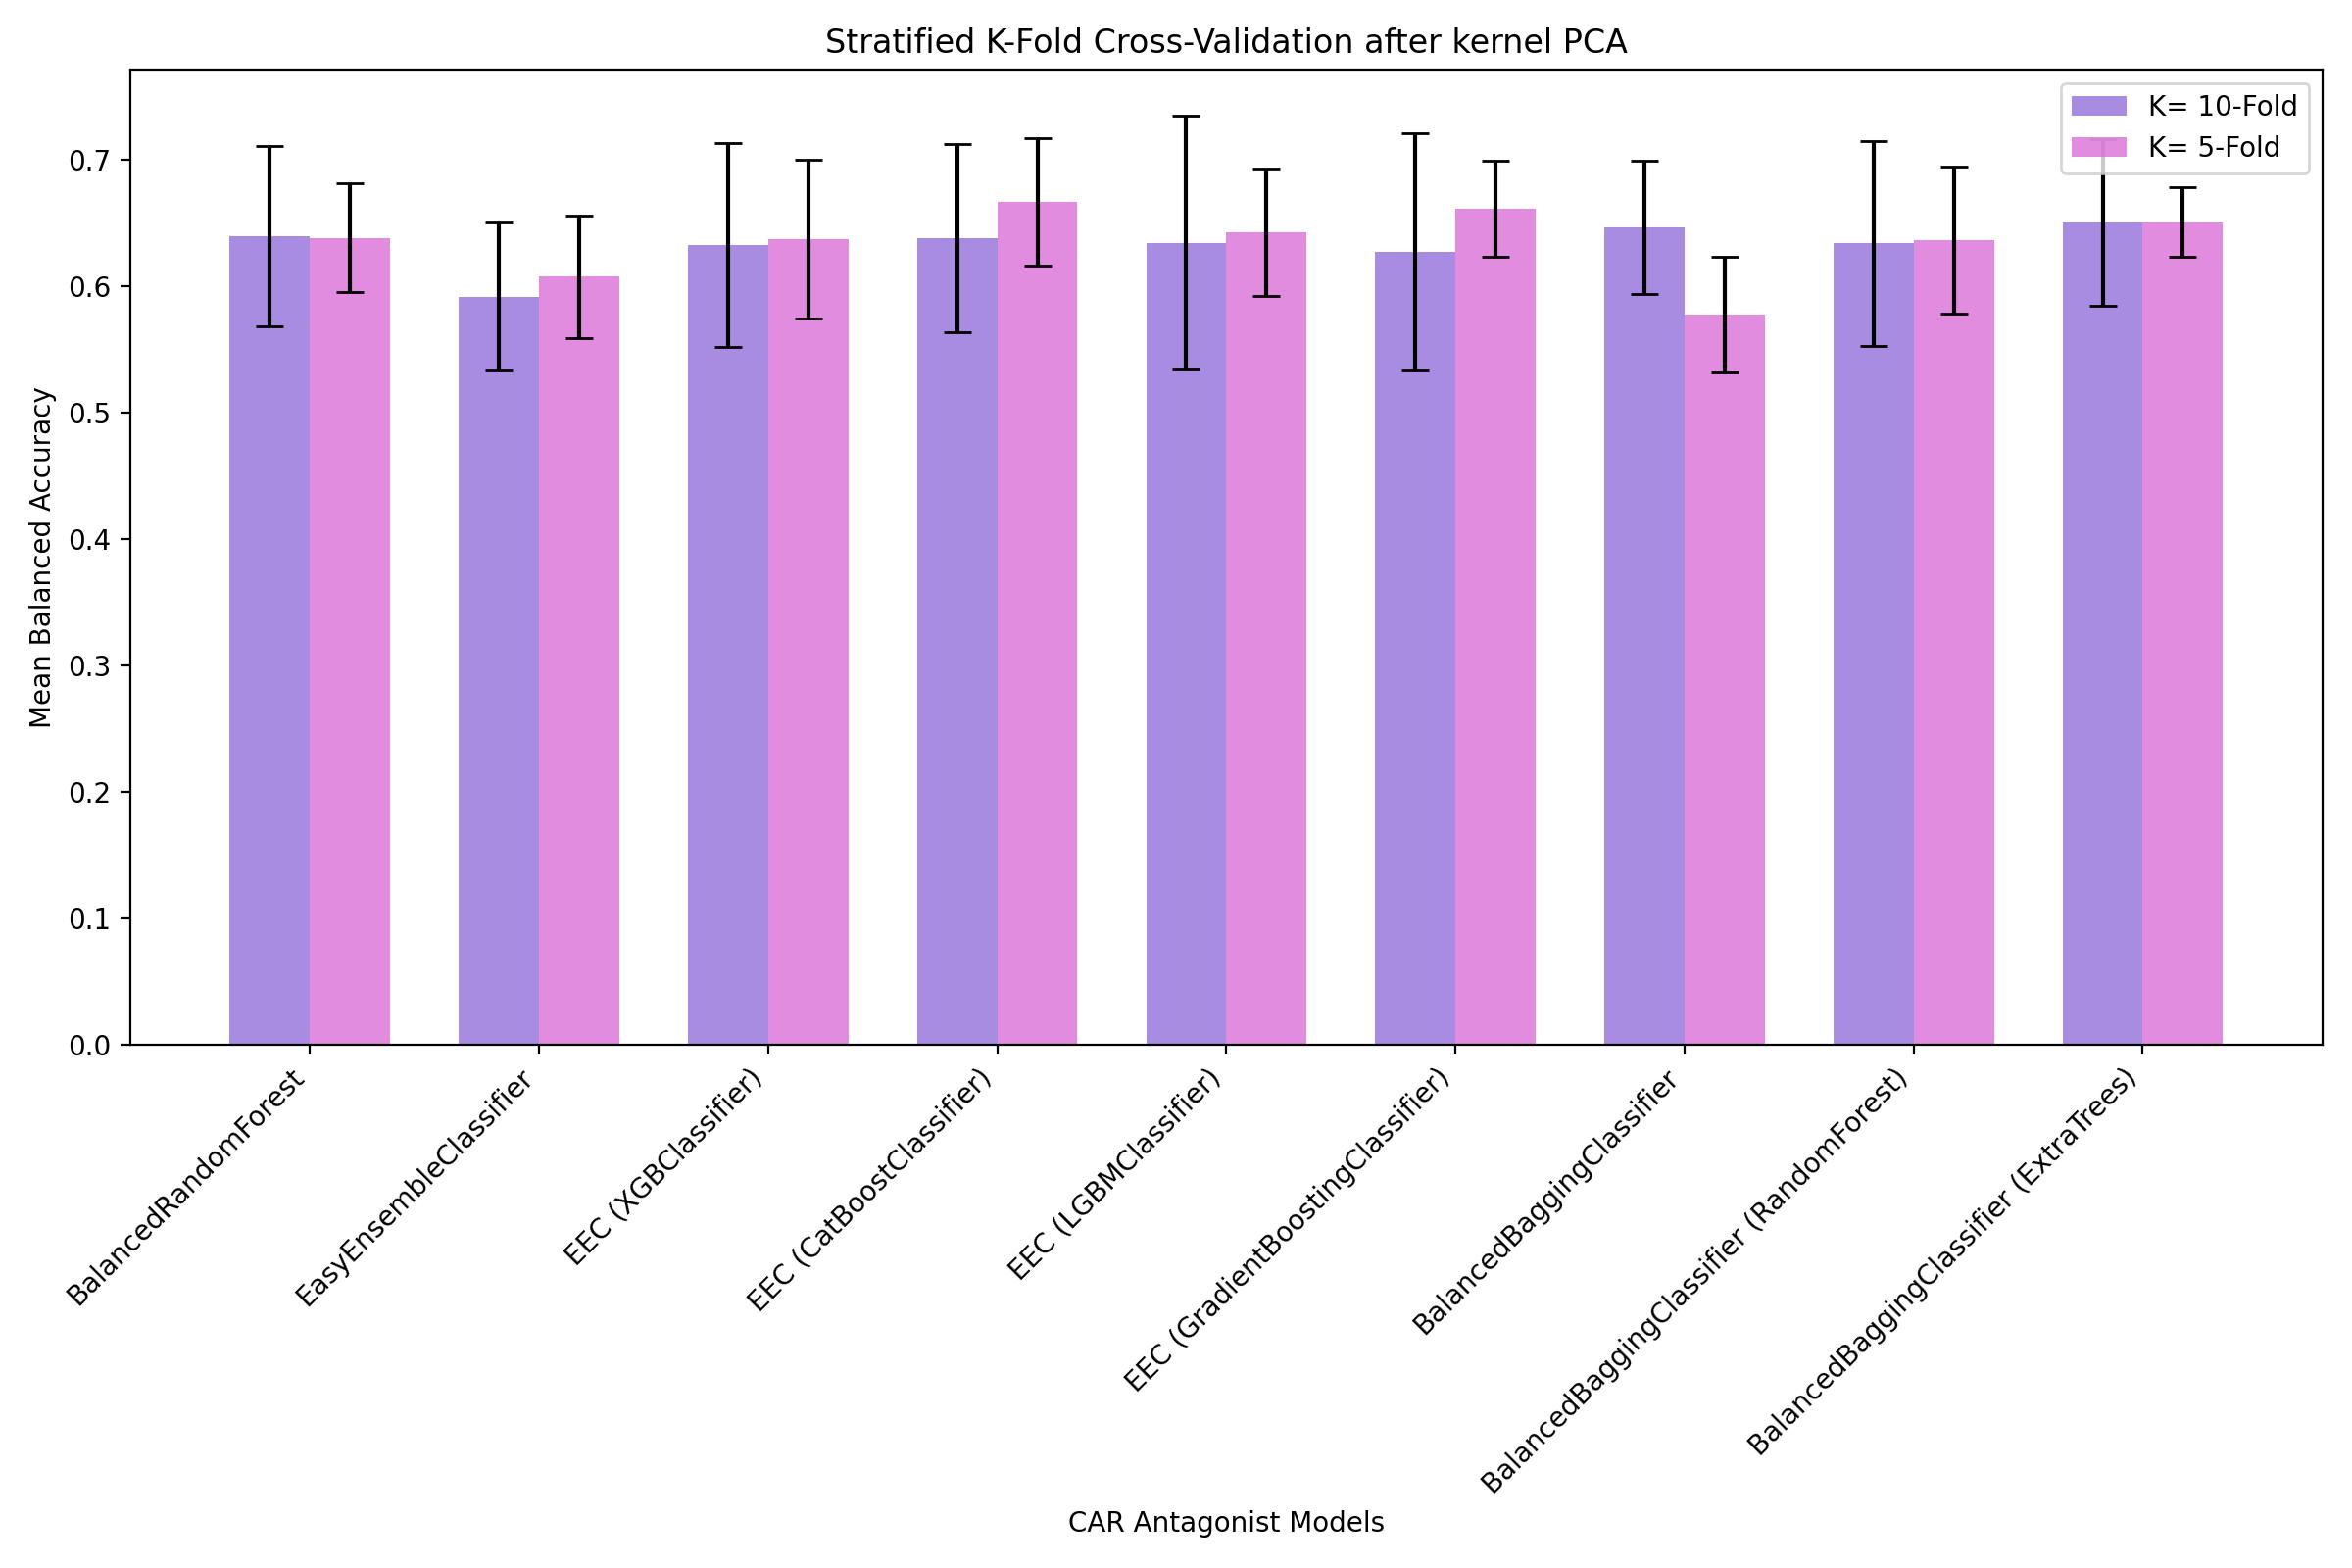 Stratified K-Fold Cross-Validation after kernel PCA
K= 10-Fold
K= 5-Fold
Mean Balanced Accuracy
0.7
0.6
0.5
0.4
0.3
0.2
0.1
0.0
BalancedRandomForest
EasyEnsembleClassifier
EEC (XGBClassifier)
EEC (CatBoostClassifier)
EEC (LGBMClassifier)
EEC (GradientBoostingClassifier)
BalancedBaggingClassifier
BalancedBaggingClassifier (RandomForest)
BalancedBaggingClassifier (ExtraTrees)
CAR Antagonist Models